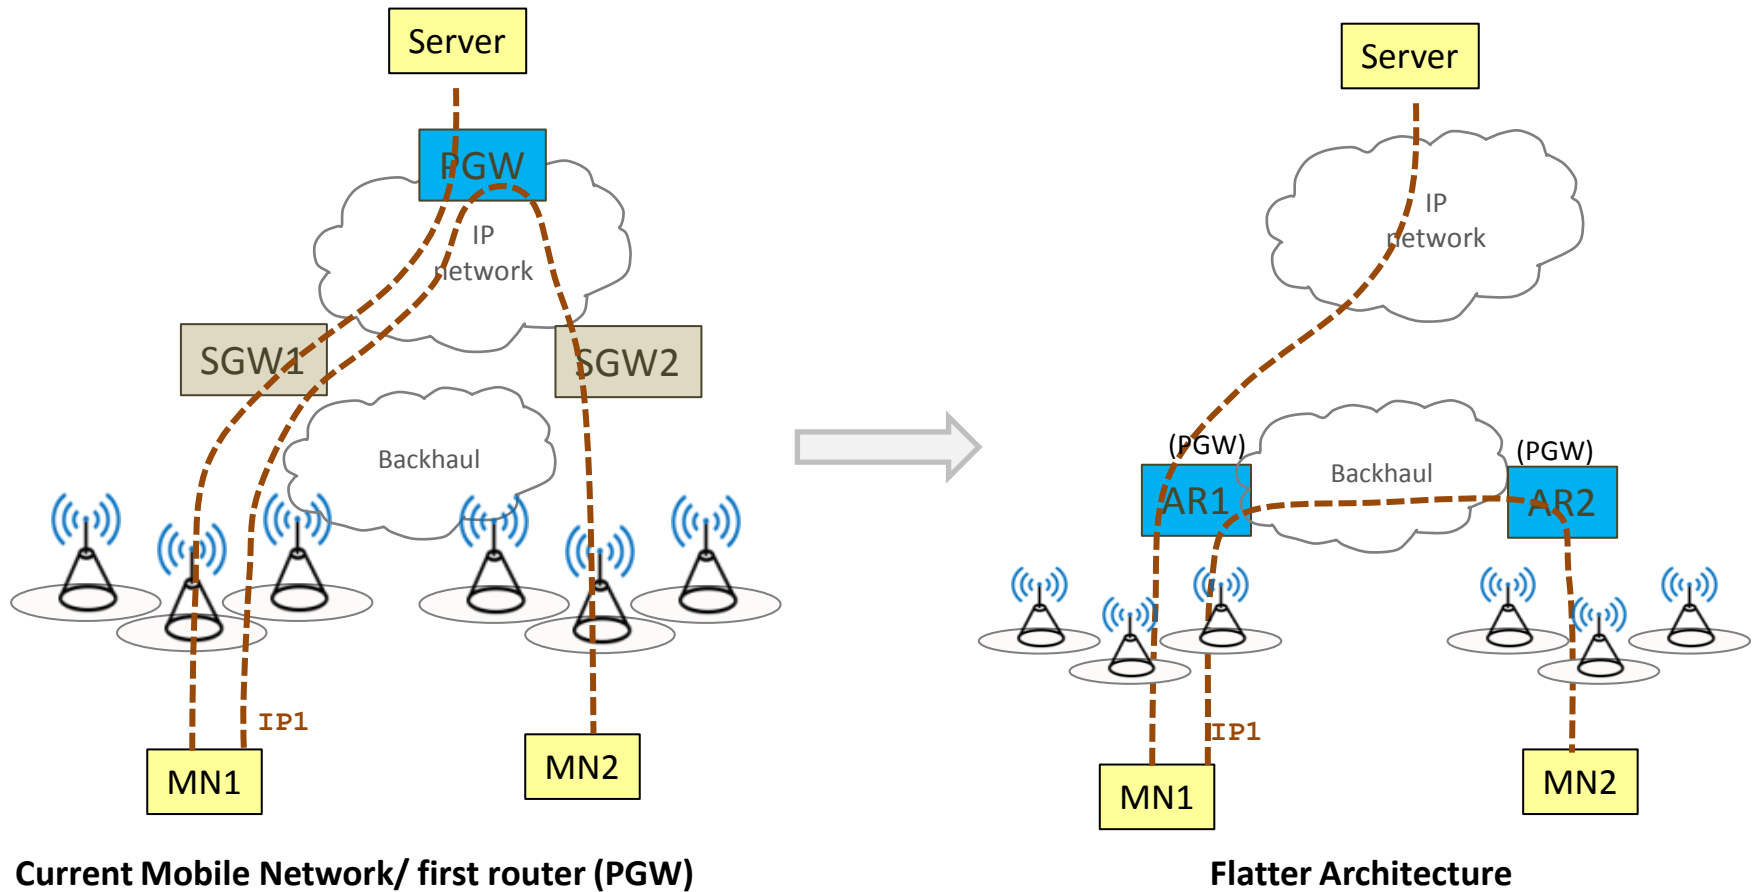 Server
PGW
IP
network
SGW1
SGW2
Backhaul
IP1
MN1
MN2
Current Mobile Network/ first router (PGW)
Server
IP
network
(PGW)
(PGW)
Backhaul
AR1
AR2
IP1
MN1
MN2
Flatter Architecture